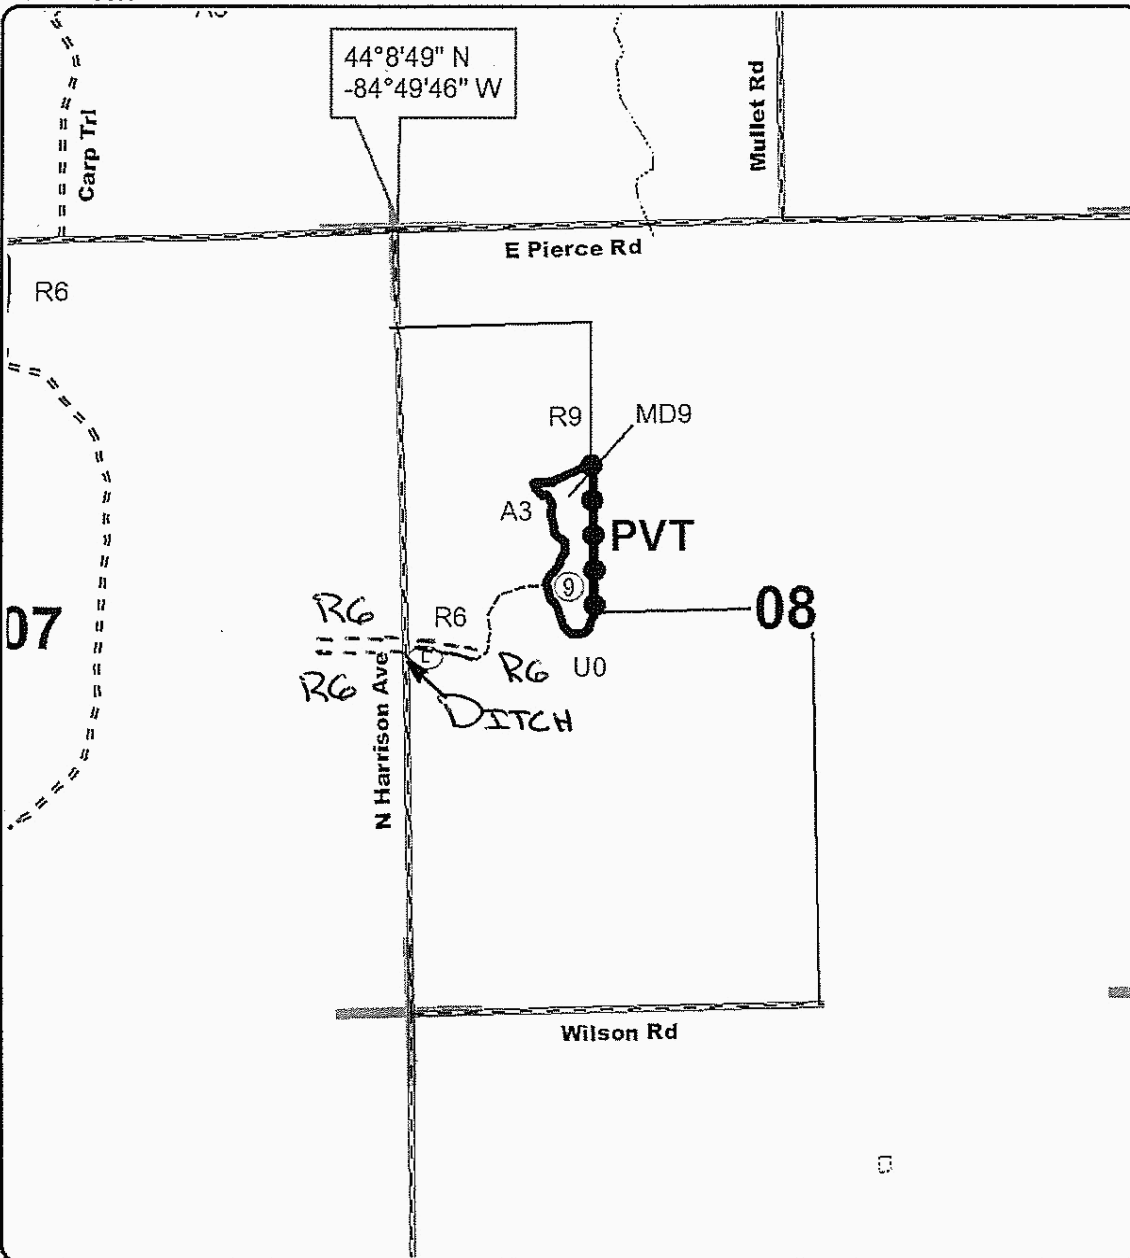 44°8'49" N
-84°49'46" W
Carp Trl
Mullet Rd
E Pierce Rd
R6
R9
MD9
A3
PVT
9
08
07
R6
R6
L
R6
U0
R6
DITCH
N Harrison Ave
Wilson Rd